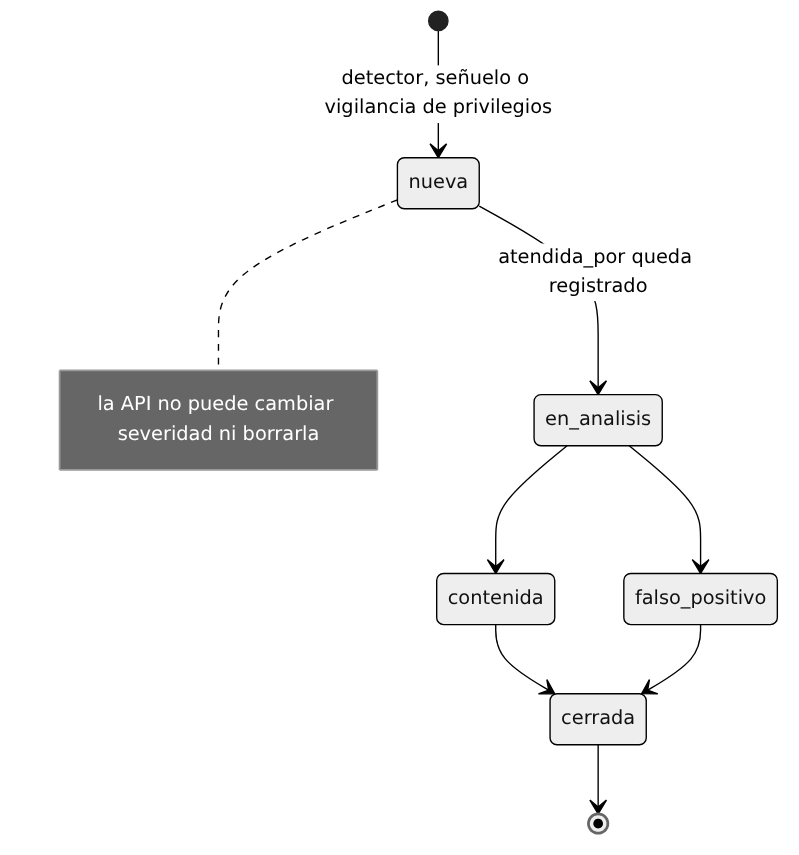 detector, señuelo o
vigilancia de privilegios
nueva
atendida_por queda
registrado
la API no puede cambiar
severidad ni borrarla
en_analisis
contenida
falso_positivo
cerrada